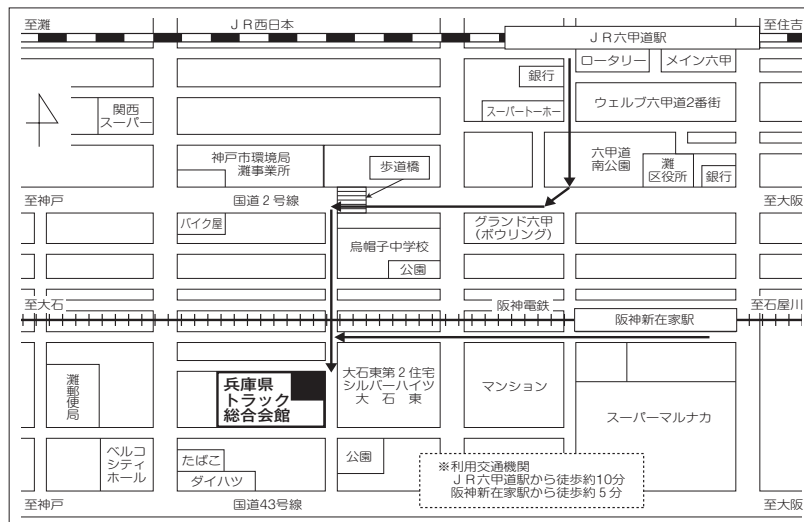 至灘
ＪＲ西日本
ＪＲ六甲道駅
至住吉
ロータリー
メイン六甲
銀行
スーパートーホー
ウェルブ六甲道2番街
関西
スーパー
神戸市環境局
灘事業所
歩道橋
六甲道
南公園
灘
区役所
銀行
至神戸
国道２号線
至大阪
バイク屋
グランド六甲
(ボウリング)
烏帽子中学校
公園
至大石
阪神電鉄
至石屋川
阪神新在家駅
灘郵便局
兵庫県
トラック
総合会館
大石東第２住宅
シルバーハイツ
大石東
マンション
スーパーマルナカ
ベルコ
シティ
ホール
たばこ
ダイハツ
公園
※利用交通機関
ＪＲ六甲道駅から徒歩約10分
阪神新在家駅から徒歩約５分
至神戸
国道43号線
至大阪